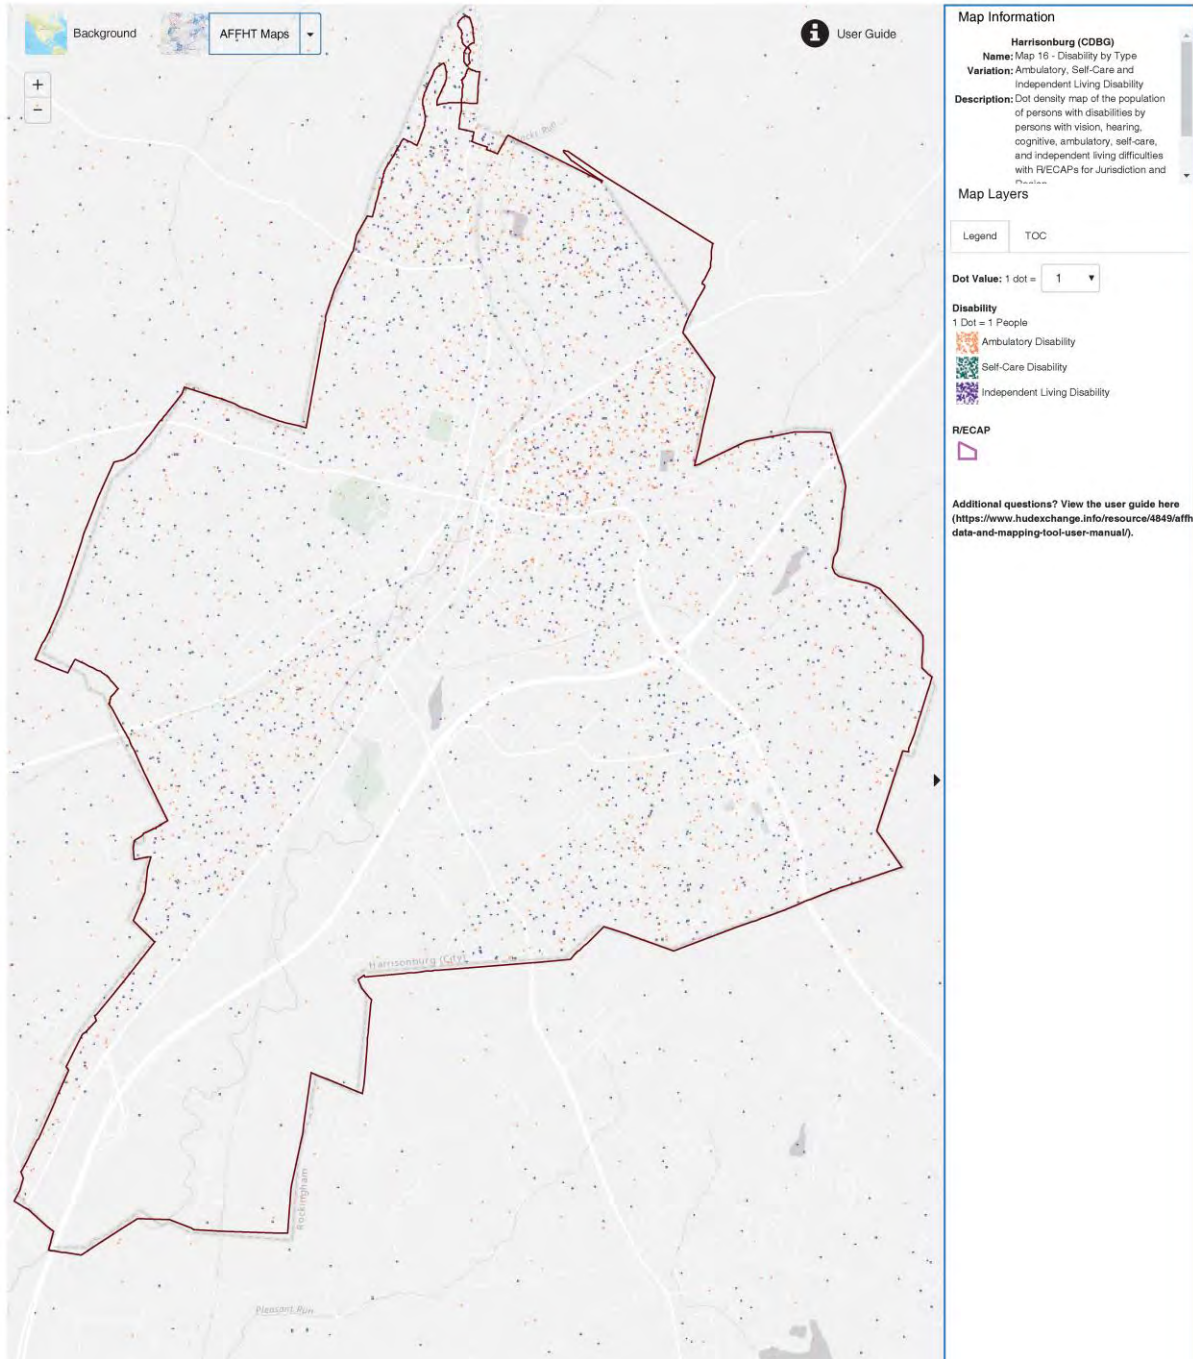 Background
AFFHT Maps
User Guide
+
−
Harrisonburg (City)
Rockingham
Pleasant Run
Map Information
Harrisonburg (CDBG)
Name: Map 16 - Disability by Type
Variation: Ambulatory, Self-Care and
Independent Living Disability
Description: Dot density map of the population
of persons with disabilities by
persons with vision, hearing,
cognitive, ambulatory, self-care,
and independent living difficulties
with R/ECAPs for Jurisdiction and
Region
Map Layers
Legend
TOC
Dot Value: 1 dot = 1
Disability
1 Dot = 1 People
Ambulatory Disability
Self-Care Disability
Independent Living Disability
R/ECAP
Additional questions? View the user guide here
(https://www.hudexchange.info/resource/4849/affh
data-and-mapping-tool-user-manual/).